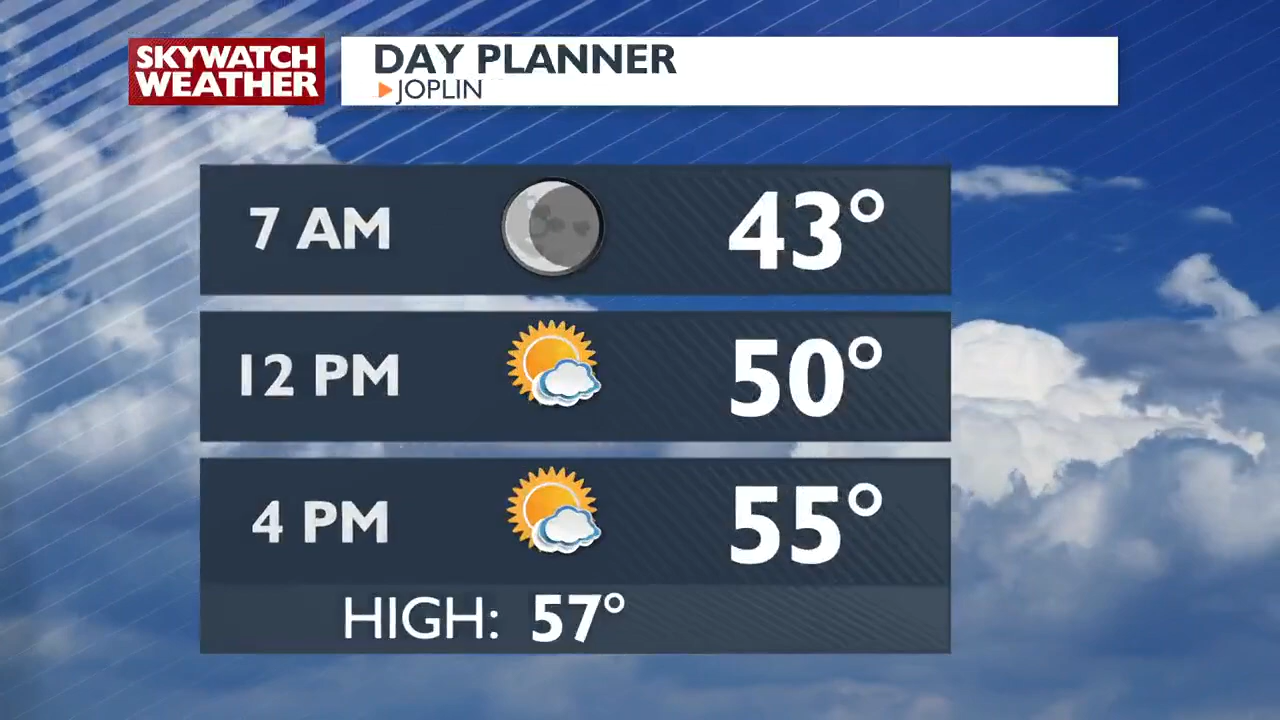 SKYWATCH
WEATHER
DAY PLANNER
JOPLIN
7 AM 43°
12 PM 50°
4 PM 55°
HIGH: 57°